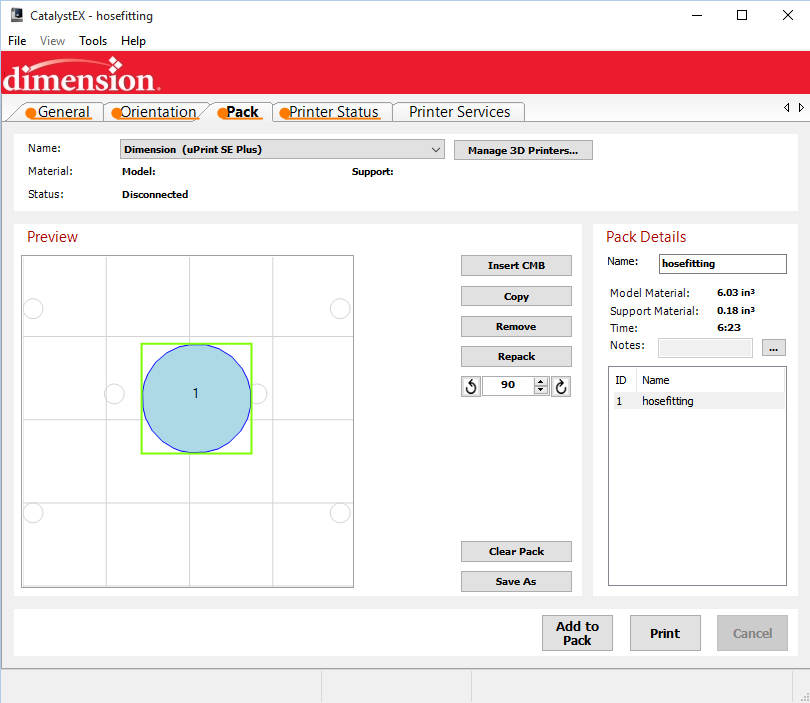 CatalystEX - hosefitting
File View Tools Help
dimension
General Orientation Pack Printer Status Printer Services
Name: Dimension (uPrint SE Plus) Manage 3D Printers...
Material: Model: Support:
Status: Disconnected
Preview
1
Insert CMB
Copy
Remove
Repack
90
Clear Pack
Save As
Pack Details
Name: hosefitting
Model Material: 6.03 in³
Support Material: 0.18 in³
Time: 6:23
Notes: ...
ID Name
1 hosefitting
Add to
Pack
Print
Cancel